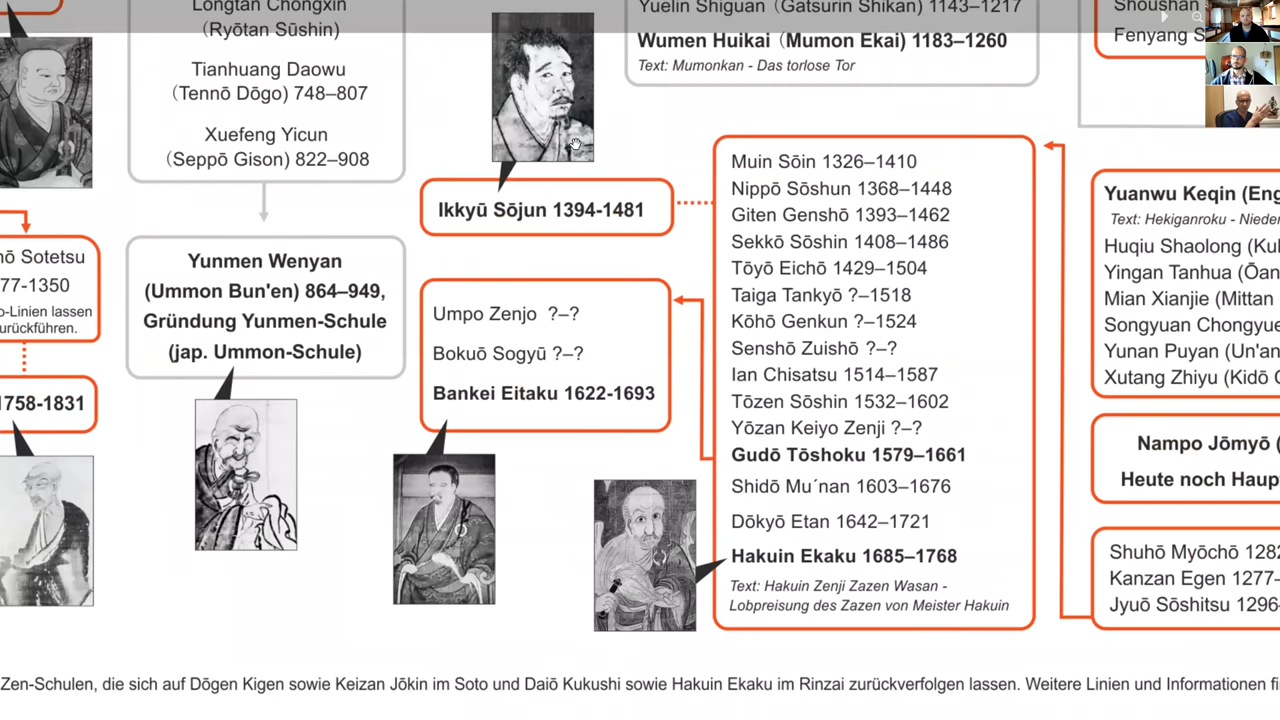 Longtan Chongxin
(Ryōtan Sūshin)
Tianhuang Daowu
(Tennō Dōgo) 748–807
Xuefeng Yicun
(Seppō Gison) 822–908
Yuelin Shiguan (Gatsurin Shikan) 1143–1217
Wumen Huikai (Mumon Ekai) 1183–1260
Text: Mumonkan - Das torlose Tor
Shoushan
Fenyang S
Ikkyū Sōjun 1394-1481
Yunmen Wenyan
(Ummon Bun'en) 864–949,
Gründung Yunmen-Schule
(jap. Ummon-Schule)
nō Sotetsu
77-1350
o-Linien lassen
urückführen.
1758-1831
Umpo Zenjo ?–?
Bokuō Sogyū ?–?
Bankei Eitaku 1622-1693
Muin Sōin 1326–1410
Nippō Sōshun 1368–1448
Giten Genshō 1393–1462
Sekkō Sōshin 1408–1486
Tōyō Eichō 1429–1504
Taiga Tankyō ?–1518
Kōhō Genkun ?–1524
Senshō Zuishō ?–?
Ian Chisatsu 1514–1587
Tōzen Sōshin 1532–1602
Yōzan Keiyo Zenji ?–?
Gudō Tōshoku 1579–1661
Shidō Mu´nan 1603–1676
Dōkyō Etan 1642–1721
Hakuin Ekaku 1685–1768
Text: Hakuin Zenji Zazen Wasan -
Lobpreisung des Zazen von Meister Hakuin
Yuanwu Keqin (Eng
Text: Hekiganroku - Nieder
Huqiu Shaolong (Kul
Yingan Tanhua (Ōan
Mian Xianjie (Mittan
Songyuan Chongyue
Yunan Puyan (Un'an
Xutang Zhiyu (Kidō C
Nampo Jōmyō (
Heute noch Haup
Shuhō Myōchō 1282
Kanzan Egen 1277-
Jyuō Sōshitsu 1296-
Zen-Schulen, die sich auf Dōgen Kigen sowie Keizan Jōkin im Soto und Daiō Kukushi sowie Hakuin Ekaku im Rinzai zurückverfolgen lassen. Weitere Linien und Informationen fi